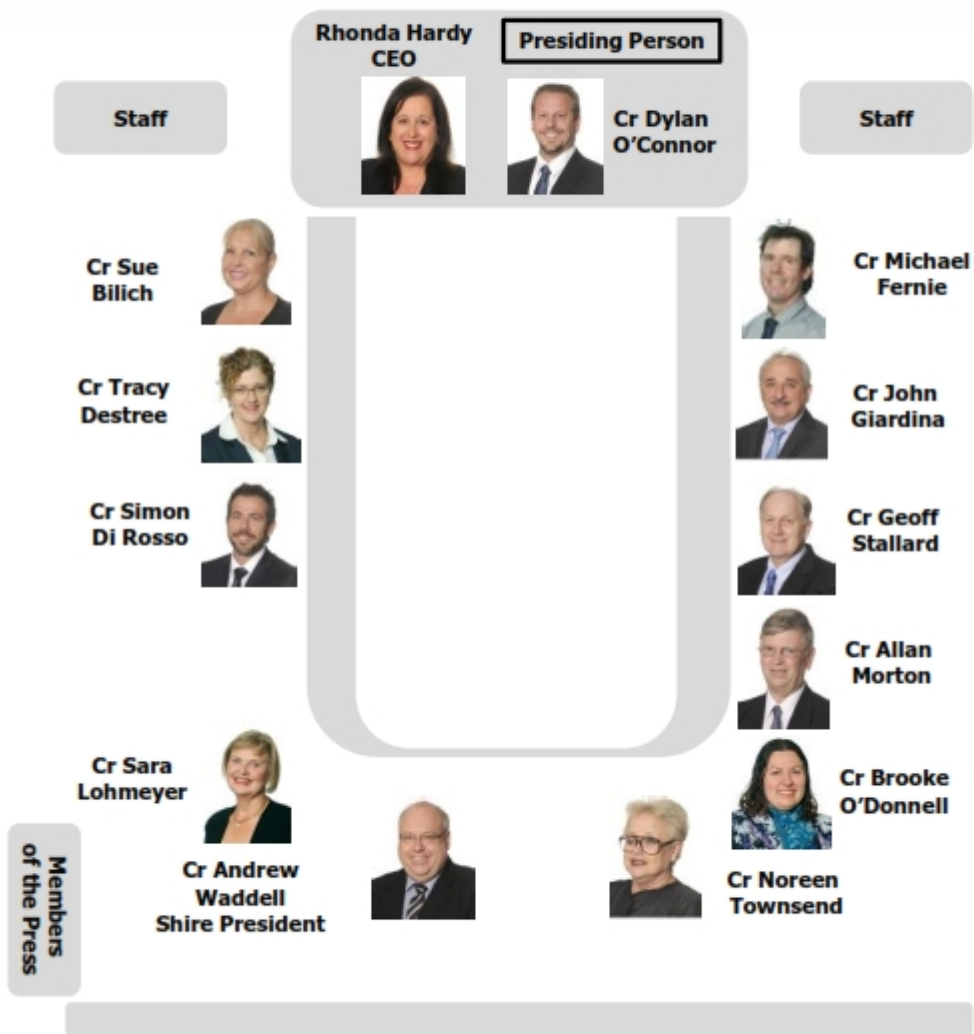 Rhonda Hardy
CEO
Presiding Person
Staff
Cr Dylan
O'Connor
Staff
Cr Sue
Bilich
Cr Michael
Fernie
Cr Tracy
Destree
Cr John
Giardina
Cr Simon
Di Rosso
Cr Geoff
Stallard
Cr Allan
Morton
Cr Sara
Lohmeyer
Cr Brooke
O'Donnell
Cr Andrew
Waddell
Shire President
Cr Noreen
Townsend
Members
of the Press